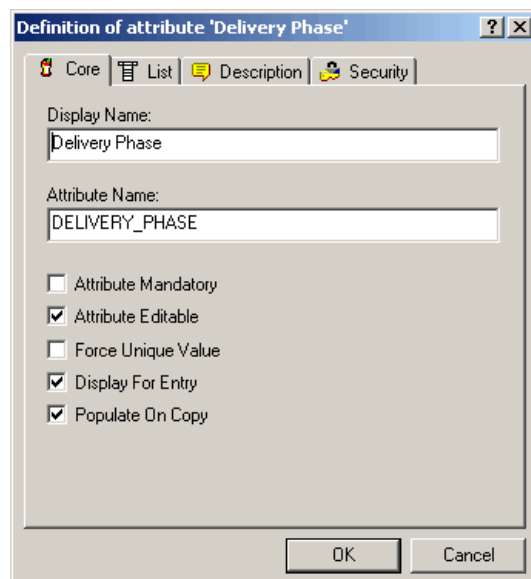 Definition of attribute 'Delivery Phase'
Core List Description Security
Display Name:
Delivery Phase
Attribute Name:
DELIVERY_PHASE
Attribute Mandatory
Attribute Editable
Force Unique Value
Display For Entry
Populate On Copy
OK Cancel